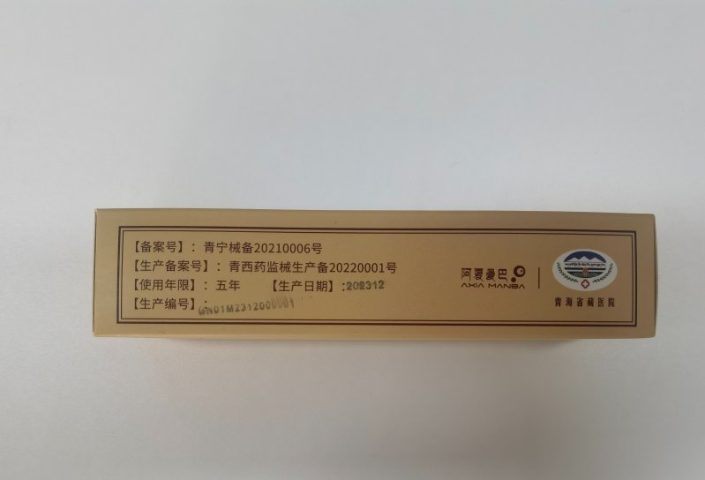 【备案号】：青宁械备20210006号
【生产备案号】：青西药监械生产备20220001号
【使用年限】：五年 【生产日期】:202312
【生产编号】:
阿夏曼巴
AXIA MANBA
青海省藏医院